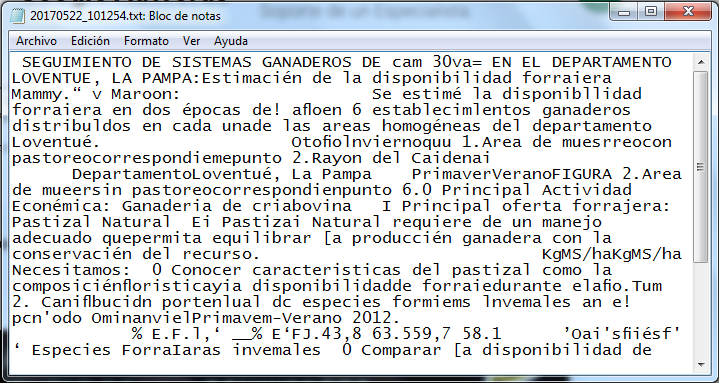 20170522_101254.txt: Bloc de notas
Archivo Edición Formato Ver Ayuda
SEGUIMIENTO DE SISTEMAS GANADEROS DE cam 30va= EN EL DEPARTAMENTO
LOVENTUE, LA PAMPA:Estimación de la disponibilidad forraiera
Mammy.“ v Maroon: Se estimé la disponibllidad
forraiera en dos épocas de! afloen 6 establecimlentos ganaderos
distribuldos en cada unade las areas homogéneas del departamento
Loventué. Otofiolnviernoquu 1.Area de muesrreocon
pastoreocorrespondiemepunto 2.Rayon del Caidenai
DepartamentoLoventué, La Pampa PrimaverVeranoFIGURA 2.Area
de mueersin pastoreocorrespondienpunto 6.0 Principal Actividad
Económica: Ganaderia de criabovina I Principal oferta forrajera:
Pastizal Natural Ei Pastizai Natural requiere de un manejo
adecuado quepermita equilibrar [a produccién ganadera con la
conservacién del recurso. KgMS/haKgMS/ha
Necesitamos: O Conocer caracteristicas del pastizal como la
composiciénfloristicayia disponibilidadde forraiedurante elafio.Tum
2. Caniflbucidn portenlual dc especies formiems lnvemales an e!
pcn'odo OminanvielPrimavem-Verano 2012.
% E.F.l,‘ __% E‘FJ.43,8 63.559,7 58.1 ’Oai'sfiiésf'
‘ Especies ForraIaras invemales O Comparar [a disponibilidad de